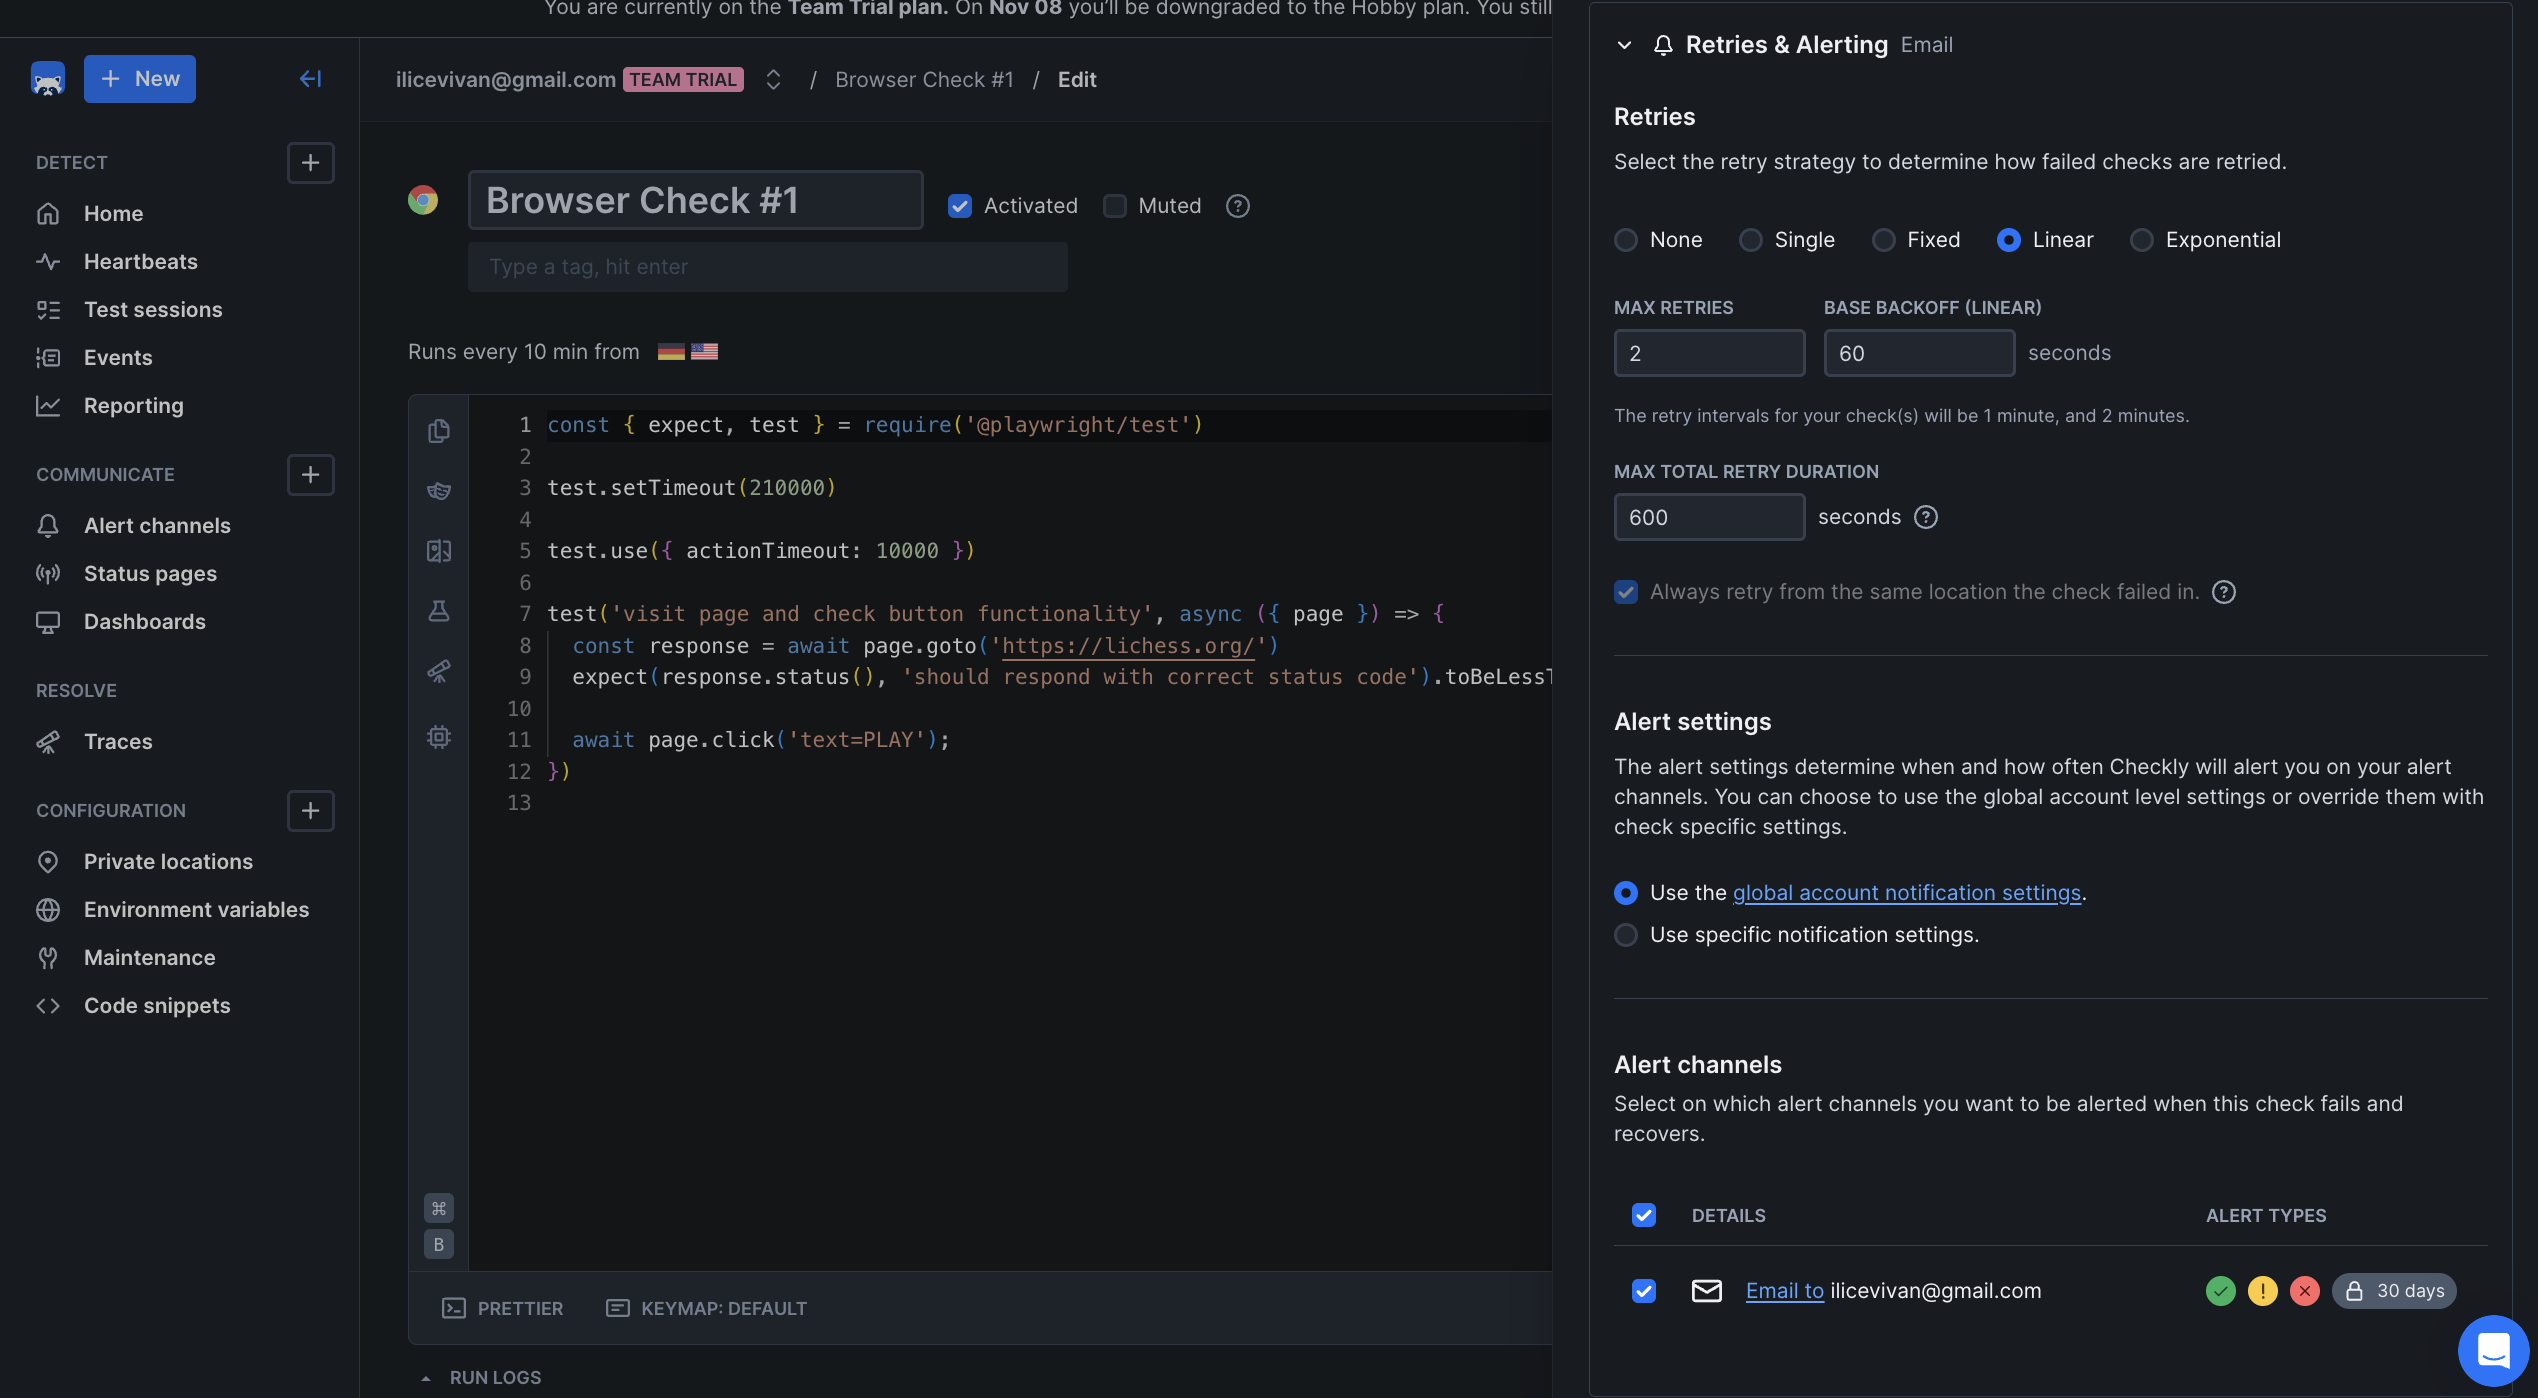 You are currently on the Team Trial plan. On Nov 08 you'll be downgraded to the Hobby plan. You still
New
DETECT
Home
Heartbeats
Test sessions
Events
Reporting
COMMUNICATE
Alert channels
Status pages
Dashboards
RESOLVE
Traces
CONFIGURATION
Private locations
Environment variables
Maintenance
Code snippets
ilicevivan@gmail.com TEAM TRIAL / Browser Check #1 / Edit
Browser Check #1
Activated Muted
Type a tag, hit enter
Runs every 10 min from
1 const { expect, test } = require('@playwright/test')
2
3 test.setTimeout(210000)
4
5 test.use({ actionTimeout: 10000 })
6
7 test('visit page and check button functionality', async ({ page }) => {
8 const response = await page.goto('https://lichess.org/')
9 expect(response.status(), 'should respond with correct status code').toBeLessT
10
11 await page.click('text=PLAY');
12 })
13
⌘
B
PRETTIER KEYMAP: DEFAULT
RUN LOGS
Retries & Alerting Email
Retries
Select the retry strategy to determine how failed checks are retried.
None Single Fixed Linear Exponential
MAX RETRIES BASE BACKOFF (LINEAR)
2 60 seconds
The retry intervals for your check(s) will be 1 minute, and 2 minutes.
MAX TOTAL RETRY DURATION
600 seconds
Always retry from the same location the check failed in.
Alert settings
The alert settings determine when and how often Checkly will alert you on your alert
channels. You can choose to use the global account level settings or override them with
check specific settings.
Use the global account notification settings.
Use specific notification settings.
Alert channels
Select on which alert channels you want to be alerted when this check fails and
recovers.
DETAILS ALERT TYPES
Email to ilicevivan@gmail.com 30 days